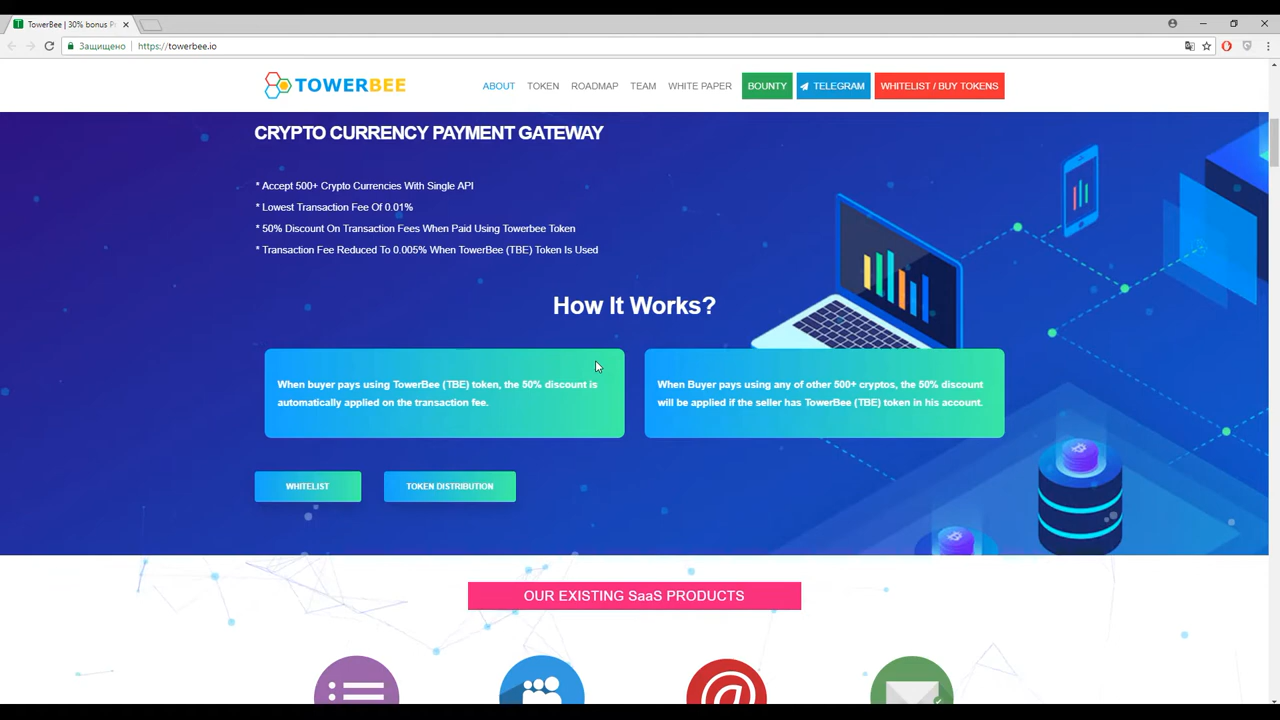 TowerBee | 30% bonus
Защищено
https://towerbee.io
TOWERBEE
ABOUT
TOKEN
ROADMAP
TEAM
WHITE PAPER
BOUNTY
TELEGRAM
WHITELIST / BUY TOKENS
CRYPTO CURRENCY PAYMENT GATEWAY
* Accept 500+ Crypto Currencies With Single API
* Lowest Transaction Fee Of 0.01%
* 50% Discount On Transaction Fees When Paid Using Towerbee Token
* Transaction Fee Reduced To 0.005% When TowerBee (TBE) Token Is Used
How It Works?
When buyer pays using TowerBee (TBE) token, the 50% discount is
automatically applied on the transaction fee.
When Buyer pays using any of other 500+ cryptos, the 50% discount
will be applied if the seller has TowerBee (TBE) token in his account.
WHITELIST
TOKEN DISTRIBUTION
OUR EXISTING SaaS PRODUCTS